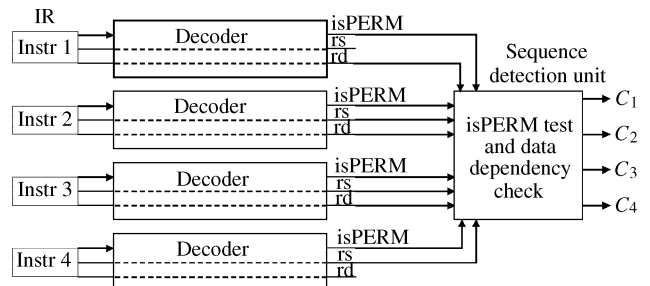 IR
Instr 1
Decoder
isPERM
rs
rd
Instr 2
Decoder
isPERM
rs
rd
Instr 3
Decoder
isPERM
rs
rd
Instr 4
Decoder
isPERM
rs
rd
Sequence
detection unit
isPERM test
and data
dependency
check
C1
C2
C3
C4